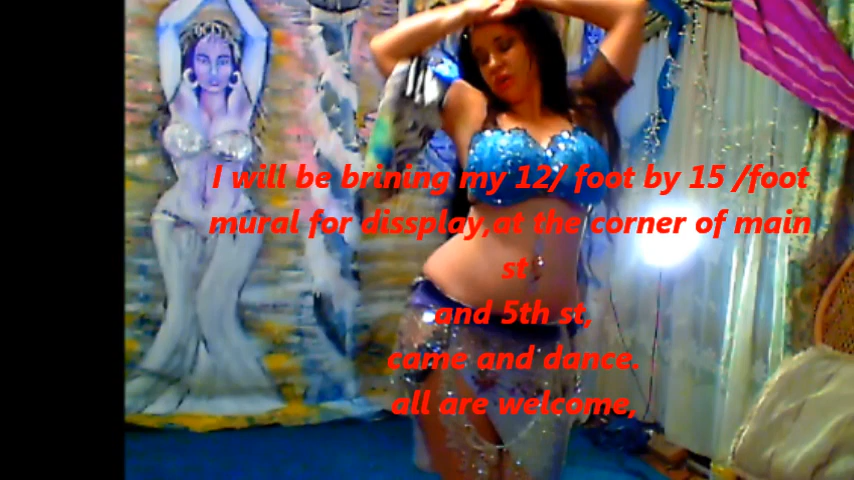 I will be brining my 12/ foot by 15 /foot
mural for dissplay,at the corner of main
st
and 5th st,
came and dance.
all are welcome,